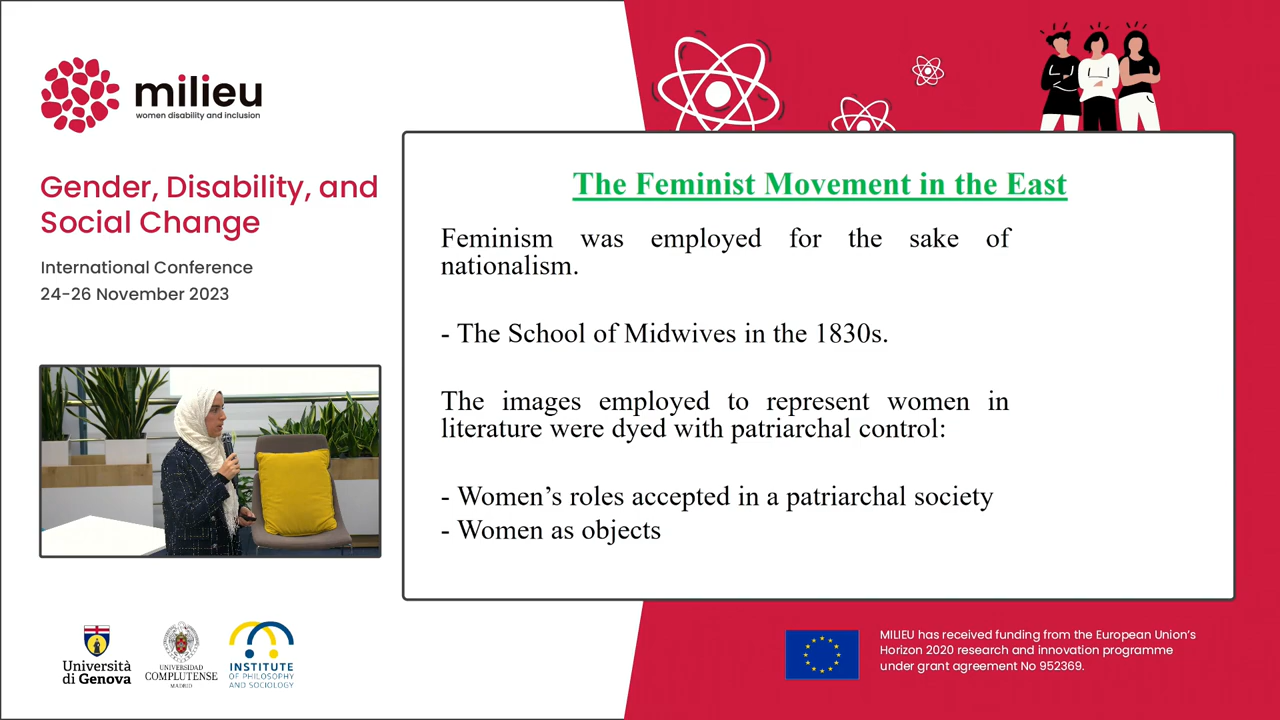 milieu
women disability and inclusion
Gender, Disability, and
Social Change
International Conference
24-26 November 2023
The Feminist Movement in the East
Feminism was employed for the sake of
nationalism.
- The School of Midwives in the 1830s.
The images employed to represent women in
literature were dyed with patriarchal control:
- Women’s roles accepted in a patriarchal society
- Women as objects
Università
di Genova
UNIVERSIDAD
COMPLUTENSE
MADRID
INSTITUTE
OF PHILOSOPHY
AND SOCIOLOGY
MILIEU has received funding from the European Union’s
Horizon 2020 research and innovation programme
under grant agreement No 952369.